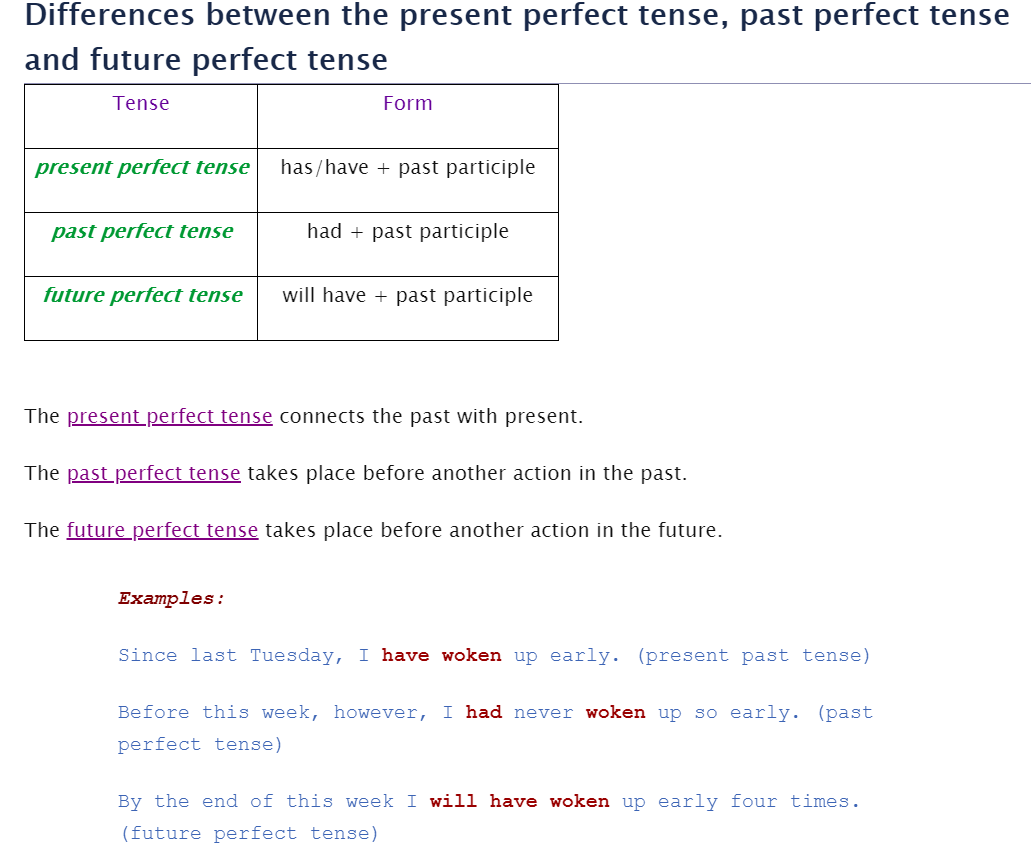 Differences between the present perfect tense, past perfect tense
and future perfect tense
Tense Form
present perfect tense has/have + past participle
past perfect tense had + past participle
future perfect tense will have + past participle
The present perfect tense connects the past with present.
The past perfect tense takes place before another action in the past.
The future perfect tense takes place before another action in the future.
Examples:
Since last Tuesday, I have woken up early. (present past tense)
Before this week, however, I had never woken up so early. (past
perfect tense)
By the end of this week I will have woken up early four times.
(future perfect tense)